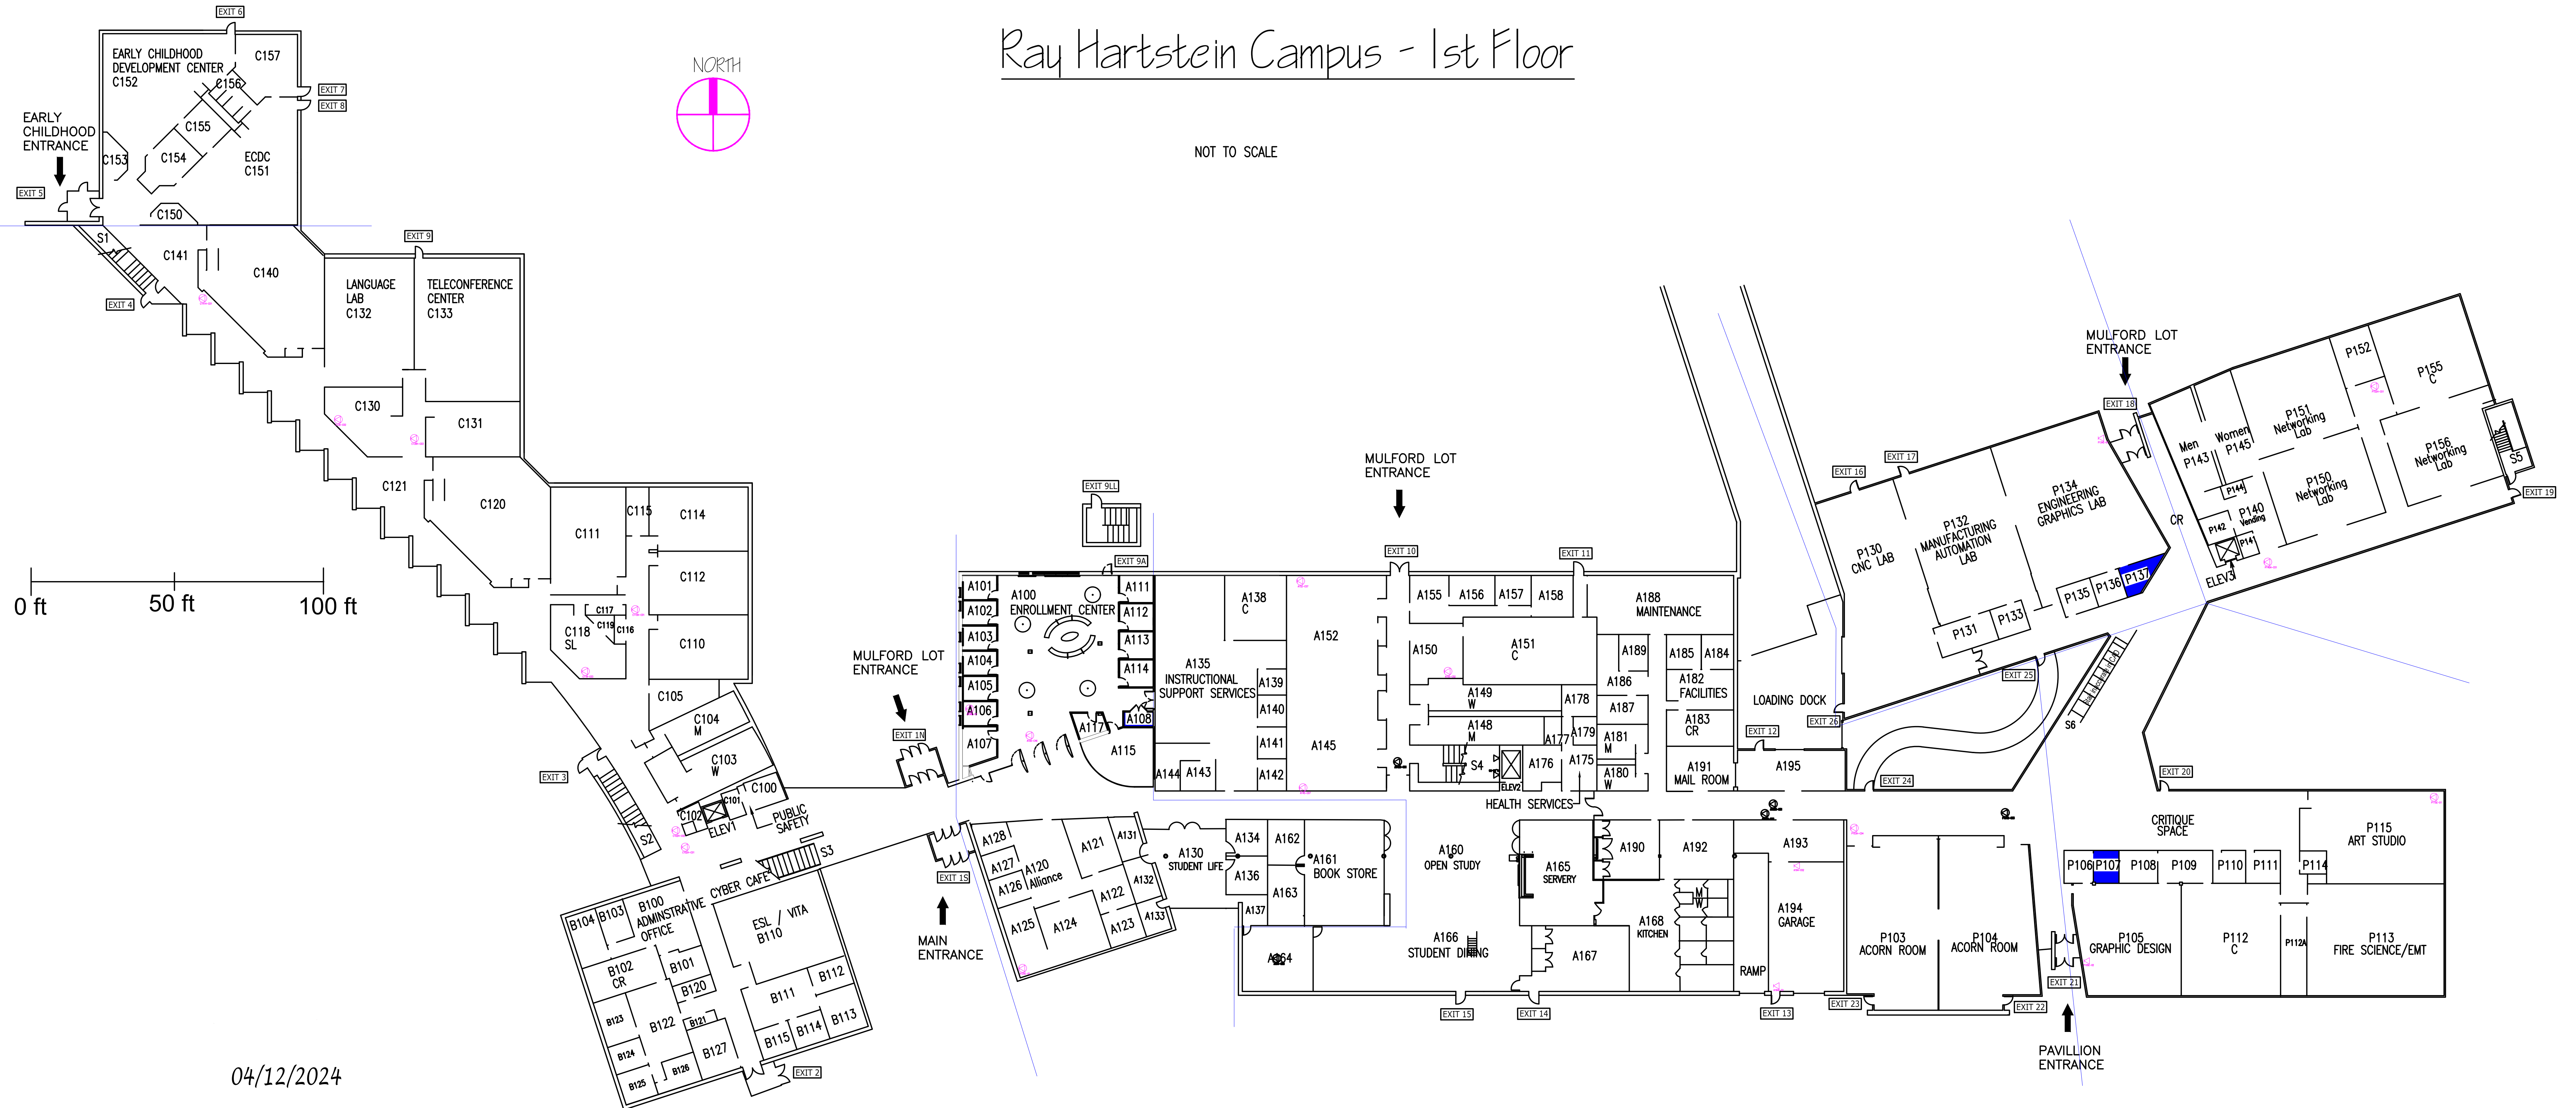 Ray Hartstein Campus - 1st Floor
NORTH
NOT TO SCALE
EXIT 6
EARLY CHILDHOOD
DEVELOPMENT CENTER
C152
C157
C156
EXIT 7
EXIT 8
EARLY
CHILDHOOD
ENTRANCE
C155
C153
C154
ECDC
C151
EXIT 5
C150
S1
C141
C140
EXIT 9
EXIT 4
LANGUAGE
LAB
C132
TELECONFERENCE
CENTER
C133
C130
C131
C121
C120
C111
C115
C114
C112
C117
C119
C116
C118
SL
C110
C105
C104
M
C103
W
C100
C101
C102
ELEV1
PUBLIC
SAFETY
EXIT 3
S2
S3
0 ft
50 ft
100 ft
CYBER CAFE
B104
B103
B100
ADMINSTRATIVE
OFFICE
ESL / VITA
B110
B102
CR
B101
B120
B112
B111
B123
B122
B121
B113
B114
B115
B124
B127
B125
B126
EXIT 2
04/12/2024
MULFORD LOT
ENTRANCE
EXIT 1N
EXIT 1S
MAIN
ENTRANCE
EXIT 9LL
EXIT 9A
A101
A102
A103
A104
A105
A106
A107
A100
ENROLLMENT CENTER
A111
A112
A113
A114
A108
A117
A115
A128
A127
A126
A125
A120
Alliance
A121
A131
A132
A122
A124
A123
A133
A130
STUDENT LIFE
A134
A136
A137
A162
A163
A161
BOOK STORE
A164
A138
C
A135
INSTRUCTIONAL
SUPPORT SERVICES
A139
A140
A141
A142
A143
A144
A152
A145
MULFORD LOT
ENTRANCE
EXIT 10
EXIT 11
A155
A156
A157
A158
A150
A151
C
A149
W
A148
M
A178
A177
A179
S4
ELEV2
A176
A175
HEALTH SERVICES
A188
MAINTENANCE
A189
A185
A184
A186
A182
FACILITIES
A187
A183
CR
A181
M
A180
W
A191
MAIL ROOM
LOADING DOCK
EXIT 12
A195
A160
OPEN STUDY
A165
SERVERY
A190
A192
A193
A166
STUDENT DINING
A167
A168
KITCHEN
M
W
A194
GARAGE
RAMP
EXIT 15
EXIT 14
EXIT 13
EXIT 16
EXIT 17
P130
CNC LAB
P132
MANUFACTURING
AUTOMATION
LAB
P134
ENGINEERING
GRAPHICS LAB
P131
P133
P135
P136
P137
EXIT 25
EXIT 26
EXIT 24
S6
MULFORD LOT
ENTRANCE
EXIT 18
CR
Men
P143
Women
P145
P151
Networking
Lab
P152
P155
C
P144
P142
P140
Vending
P141
ELEV3
P150
Networking
Lab
P156
Networking
Lab
S5
EXIT 19
EXIT 20
CRITIQUE
SPACE
P115
ART STUDIO
P106
P107
P108
P109
P110
P111
P114
P103
ACORN ROOM
P104
ACORN ROOM
P105
GRAPHIC DESIGN
P112
C
P112A
P113
FIRE SCIENCE/EMT
EXIT 21
EXIT 22
EXIT 23
PAVILLION
ENTRANCE